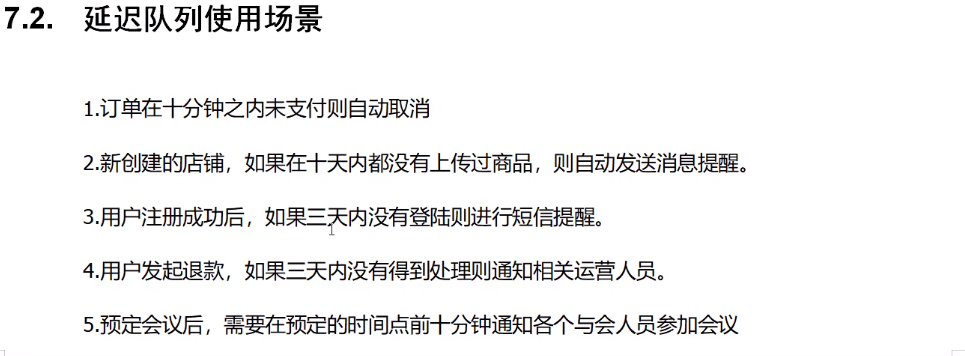 7.2. 延迟队列使用场景
1.订单在十分钟之内未支付则自动取消
2.新创建的店铺，如果在十天内都没有上传过商品，则自动发送消息提醒。
3.用户注册成功后，如果三天内没有登陆则进行短信提醒。
4.用户发起退款，如果三天内没有得到处理则通知相关运营人员。
5.预定会议后，需要在预定的时间点前十分钟通知各个与会人员参加会议